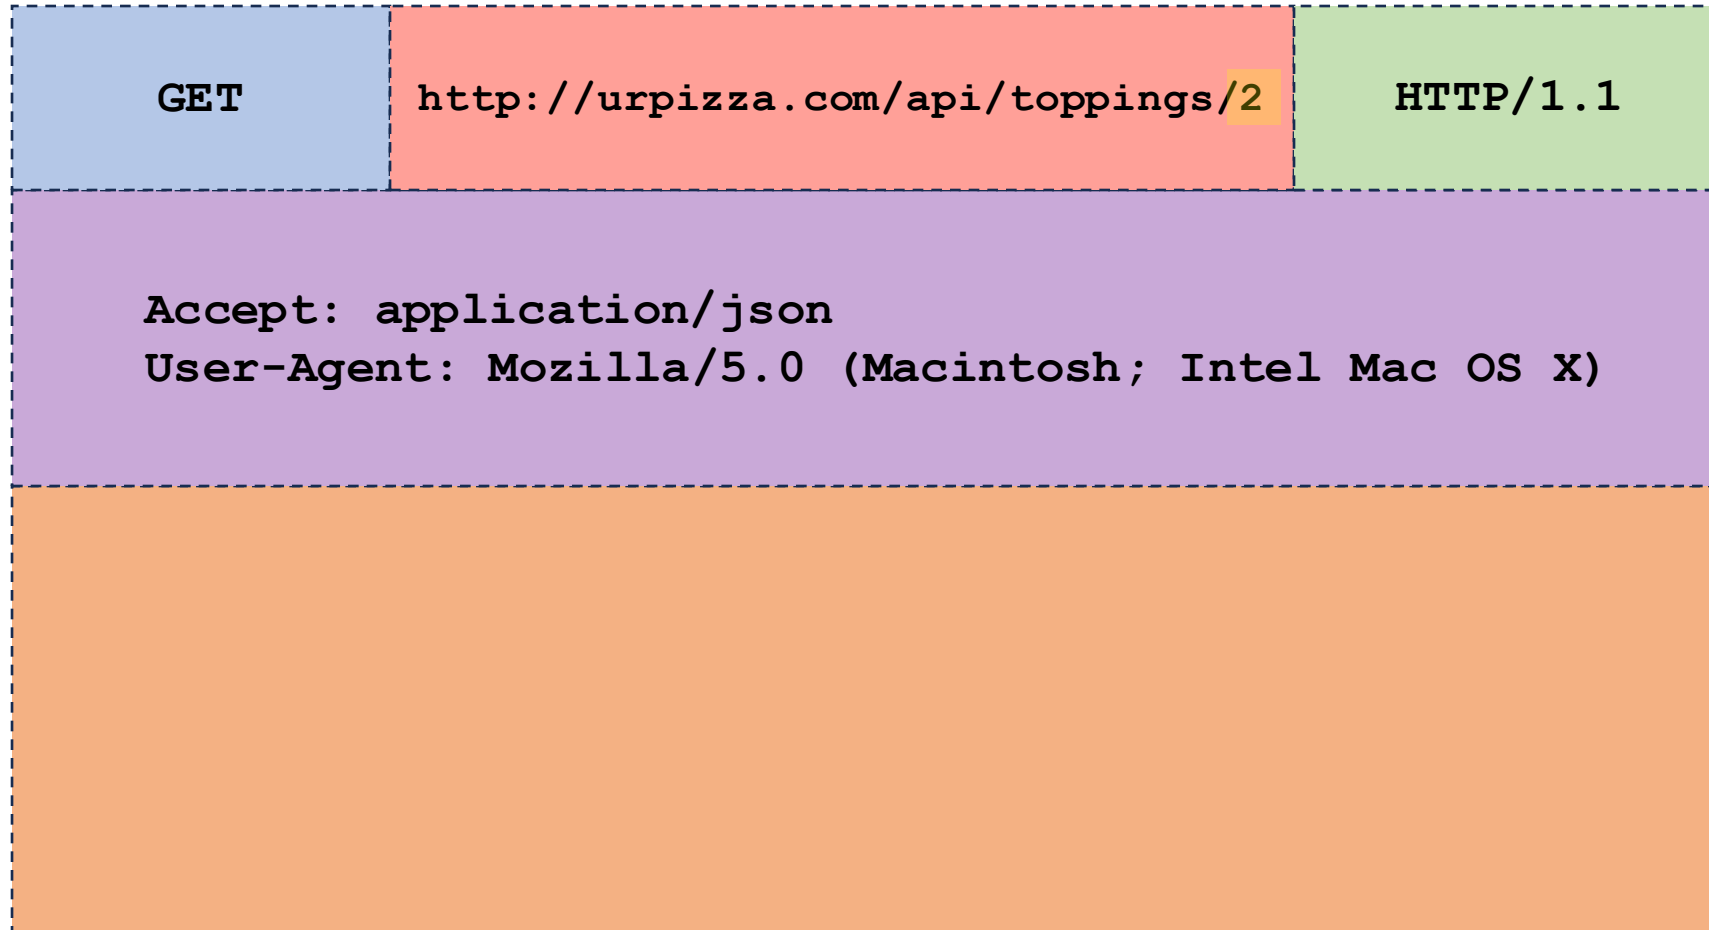 GET http://urpizza.com/api/toppings/2 HTTP/1.1
Accept: application/json
User-Agent: Mozilla/5.0 (Macintosh; Intel Mac OS X)